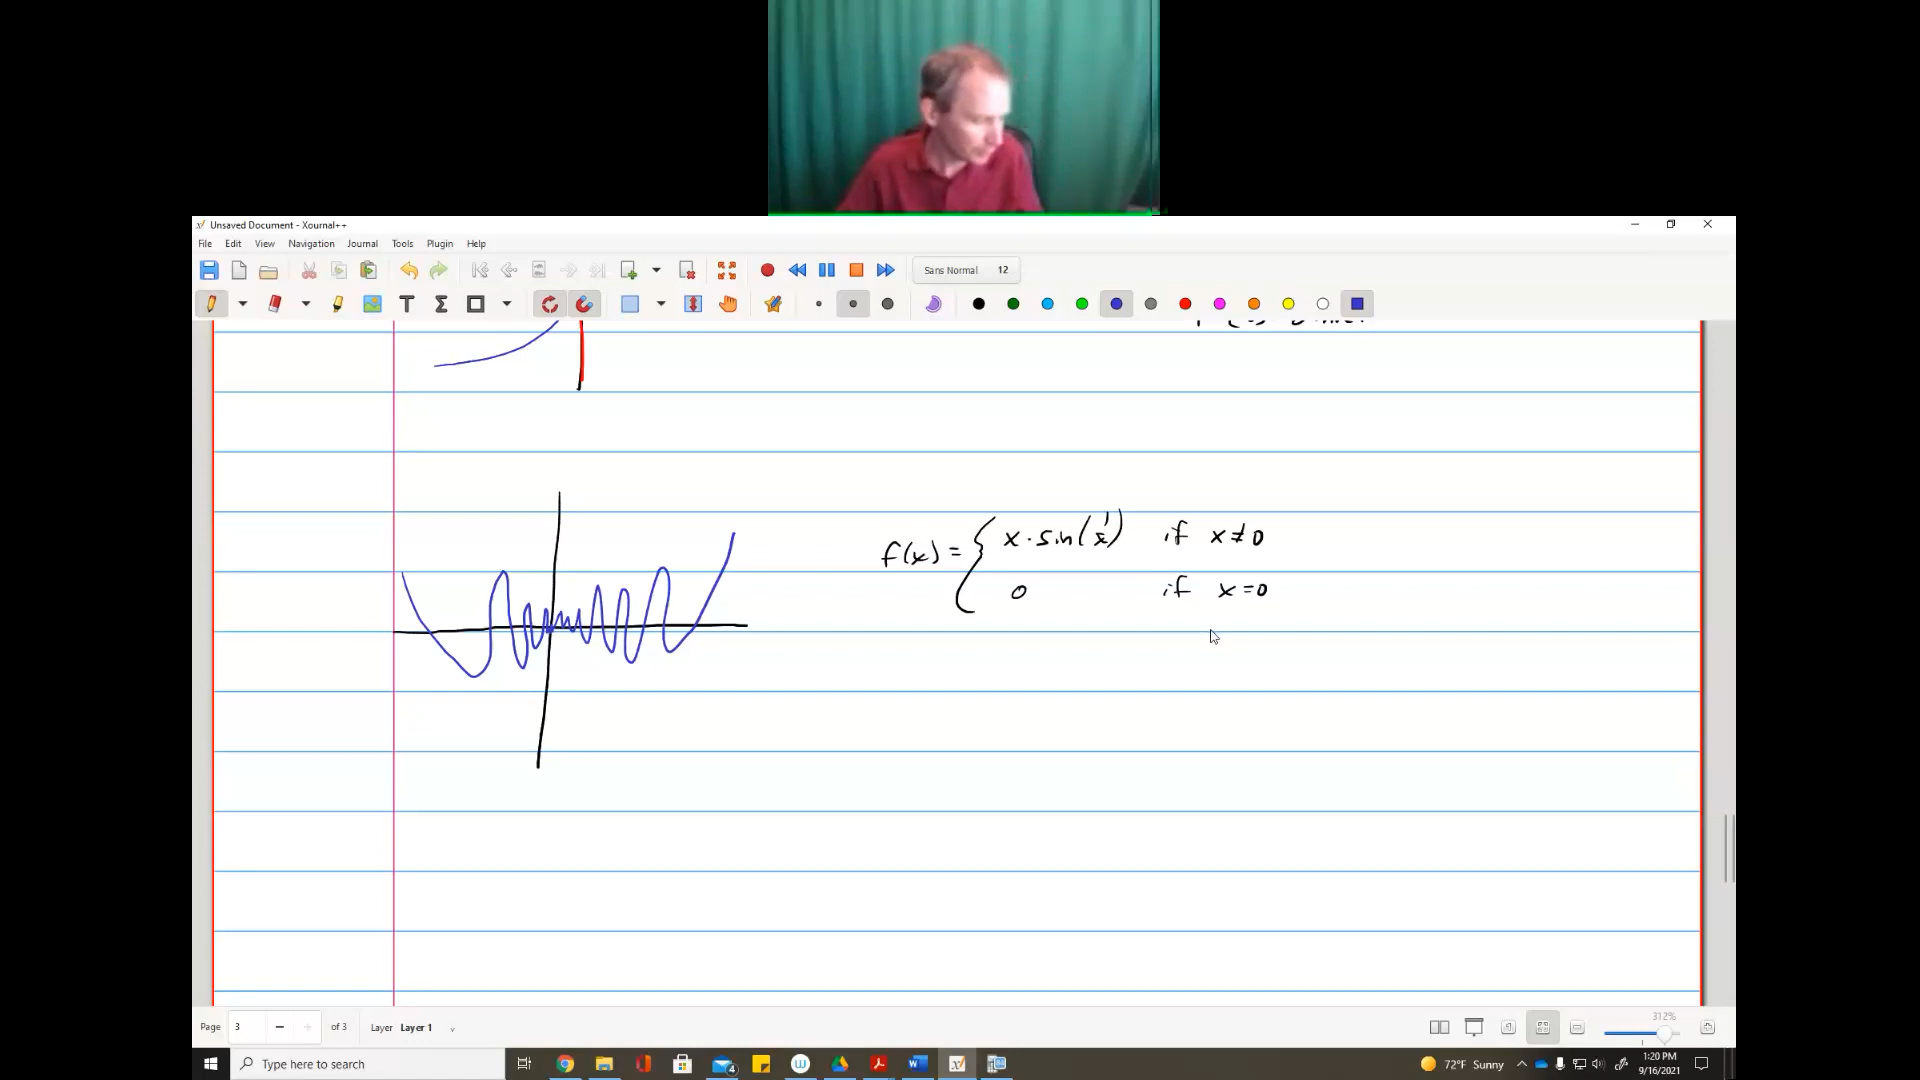 Unsaved Document - Xournal++
File Edit View Navigation Journal Tools Plugin Help
Sans Normal 12
f(x) = { x · sin(1/x) if x ≠ 0
0 if x = 0
312%
Page 3 of 3 Layer Layer 1
Type here to search
4
72°F Sunny
1:20 PM
9/16/2021